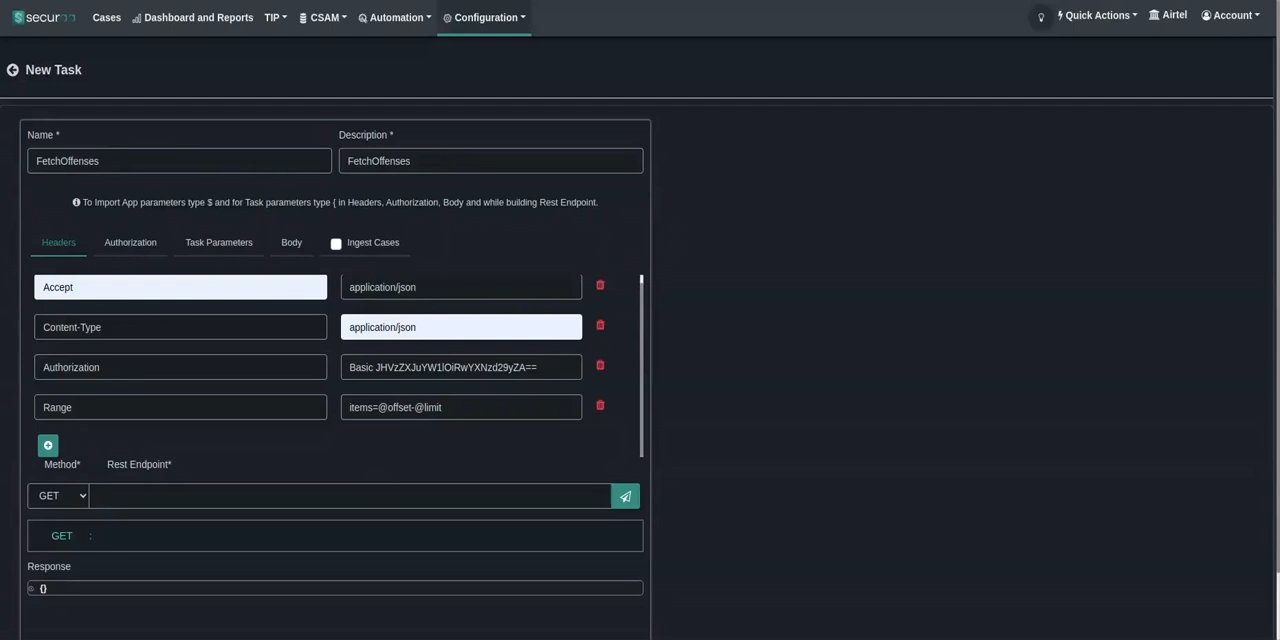 securaa Cases Dashboard and Reports TIP CSAM Automation Configuration Quick Actions Airtel Account
New Task
Name * Description *
FetchOffenses FetchOffenses
To Import App parameters type $ and for Task parameters type { in Headers, Authorization, Body and while building Rest Endpoint.
Headers Authorization Task Parameters Body Ingest Cases
Accept application/json
Content-Type application/json
Authorization Basic JHVzZXJuYW1lOiRwYXNzd29yZA==
Range items=@offset-@limit
Method* Rest Endpoint*
GET
GET :
Response
{}